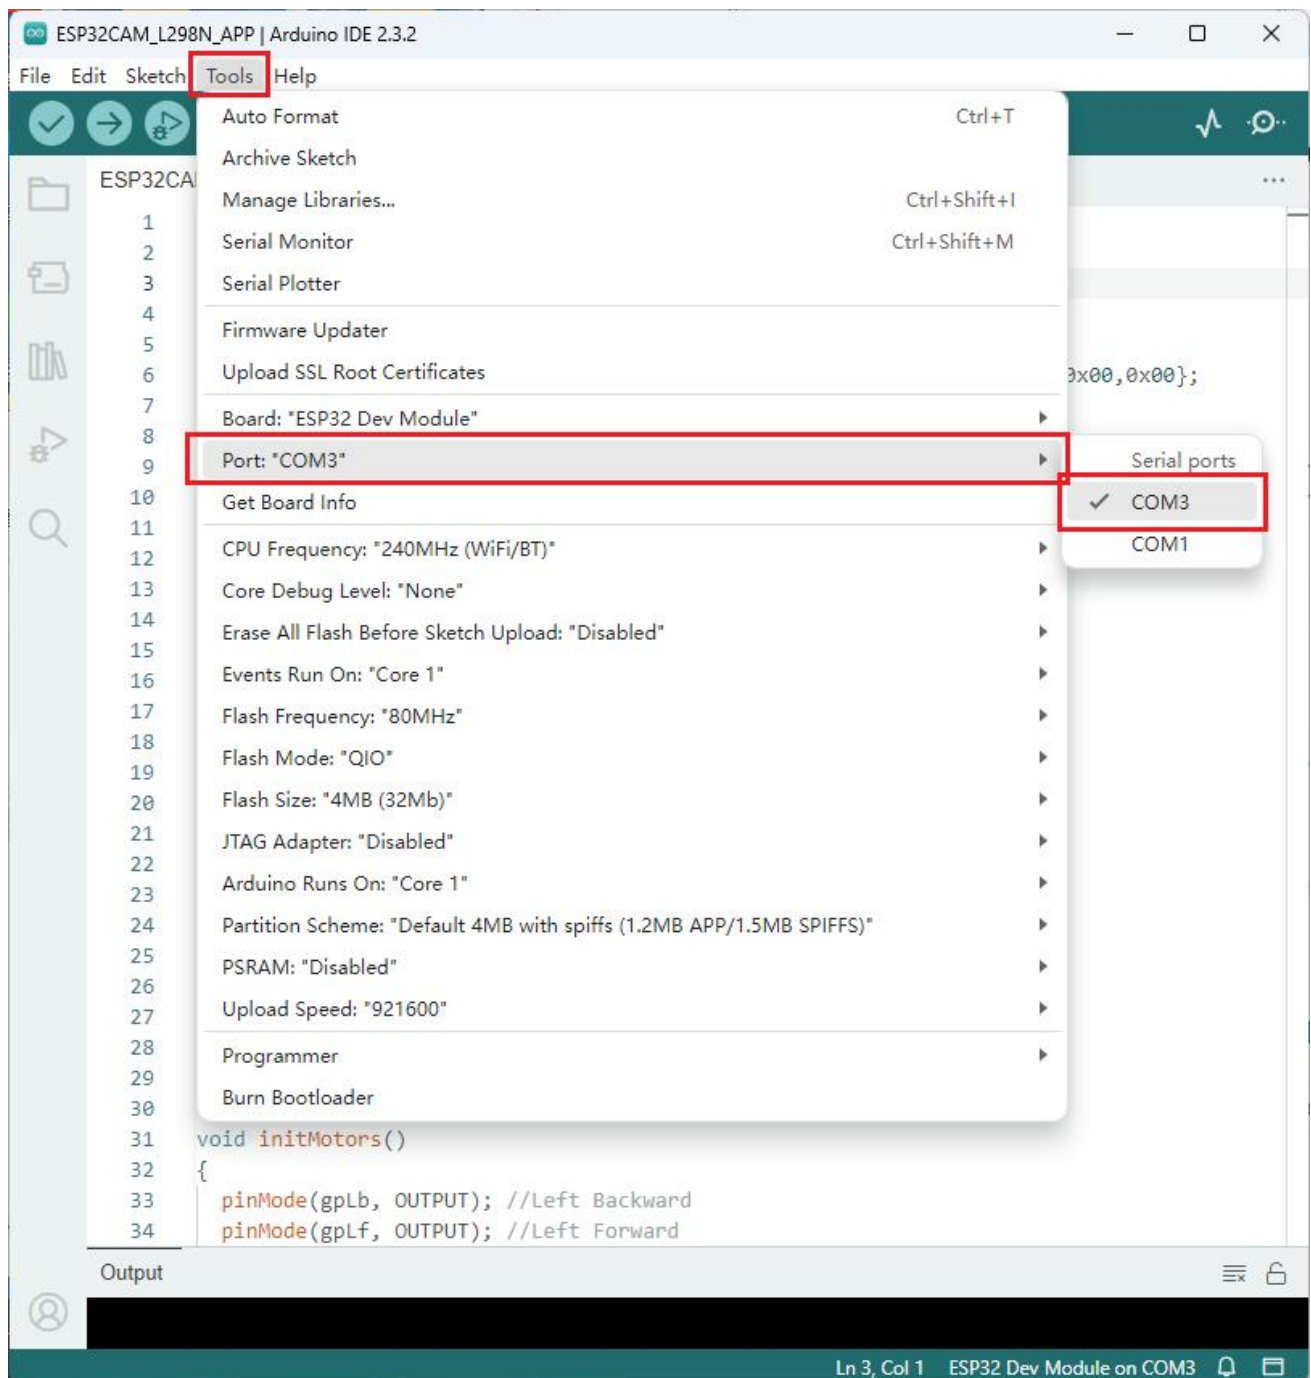 ESP32CAM_L298N_APP | Arduino IDE 2.3.2
File Edit Sketch Tools Help
Auto Format Ctrl+T
Archive Sketch
ESP32CA
Manage Libraries... Ctrl+Shift+I
1
Serial Monitor Ctrl+Shift+M
2
Serial Plotter
3
4
Firmware Updater
5
Upload SSL Root Certificates
6 0x00,0x00};
7
Board: "ESP32 Dev Module"
8
Port: "COM3" Serial ports
9
10 Get Board Info COM3
11
CPU Frequency: "240MHz (WiFi/BT)" COM1
12
13 Core Debug Level: "None"
14
Erase All Flash Before Sketch Upload: "Disabled"
15
16 Events Run On: "Core 1"
17 Flash Frequency: "80MHz"
18
Flash Mode: "QIO"
19
20 Flash Size: "4MB (32Mb)"
21 JTAG Adapter: "Disabled"
22
Arduino Runs On: "Core 1"
23
24 Partition Scheme: "Default 4MB with spiffs (1.2MB APP/1.5MB SPIFFS)"
25
PSRAM: "Disabled"
26
27 Upload Speed: "921600"
28
Programmer
29
Burn Bootloader
30
31 void initMotors()
32 {
33 pinMode(gpLb, OUTPUT); //Left Backward
34 pinMode(gpLf, OUTPUT); //Left Forward
Output
Ln 3, Col 1 ESP32 Dev Module on COM3